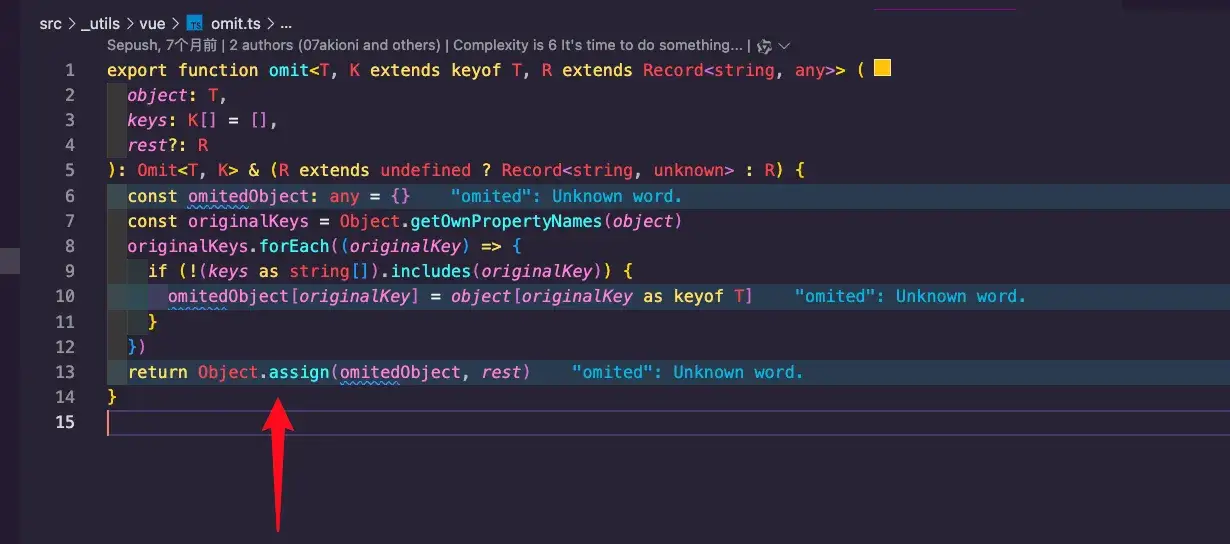 src > _utils > vue > TS omit.ts > ...
Sepush, 7个月前 | 2 authors (07akioni and others) | Complexity is 6 It's time to do something... |
1 export function omit<T, K extends keyof T, R extends Record<string, any>> (
2 object: T,
3 keys: K[] = [],
4 rest?: R
5 ): Omit<T, K> & (R extends undefined ? Record<string, unknown> : R) {
6 const omitedObject: any = {} "omited": Unknown word.
7 const originalKeys = Object.getOwnPropertyNames(object)
8 originalKeys.forEach((originalKey) => {
9 if (!(keys as string[]).includes(originalKey)) {
10 omitedObject[originalKey] = object[originalKey as keyof T] "omited": Unknown word.
11 }
12 })
13 return Object.assign(omitedObject, rest) "omited": Unknown word.
14 }
15